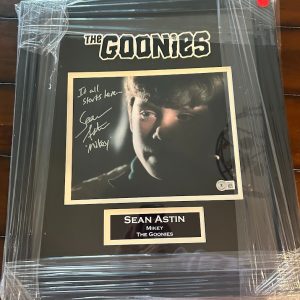 THE GOONIES
It all
starts here...
Sean
Astin
"Mikey"
SEAN ASTIN
MIKEY
THE GOONIES